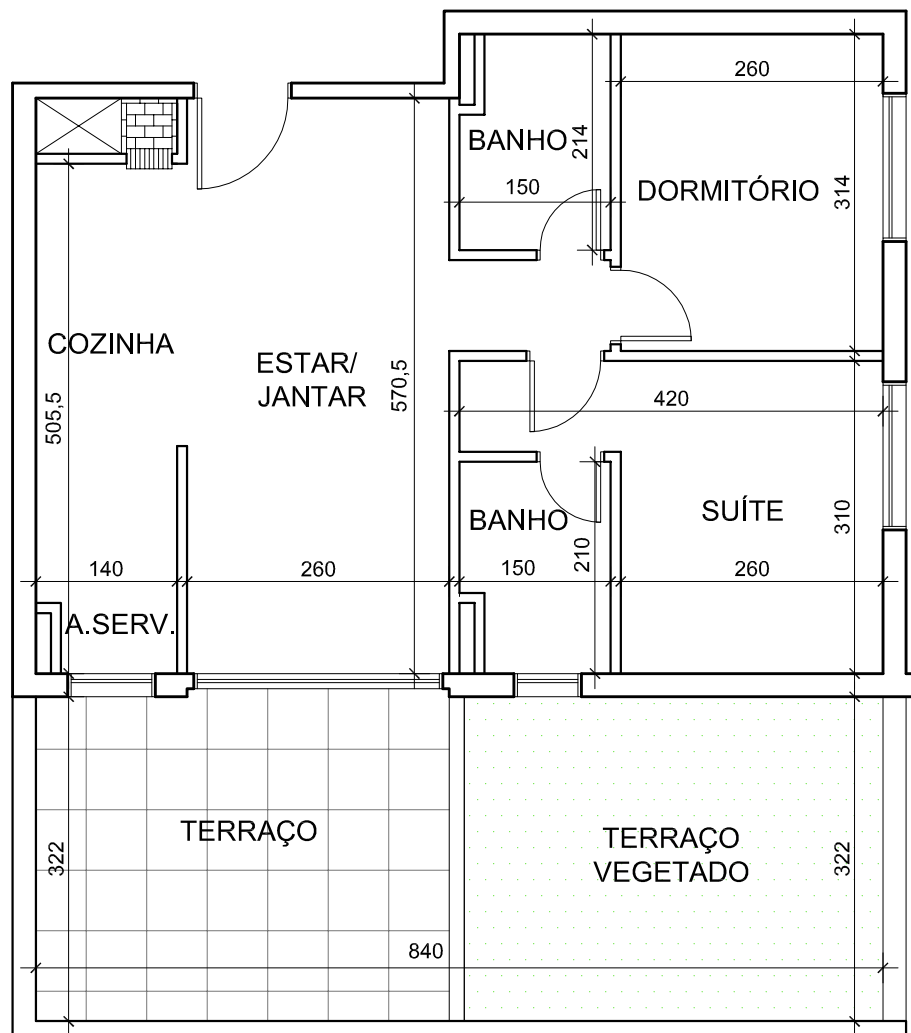 260
BANHO
214
150
DORMITÓRIO
314
COZINHA
ESTAR/
JANTAR
570,5
505,5
420
SUÍTE
BANHO
210
310
140
260
150
260
A.SERV.
TERRAÇO
TERRAÇO
VEGETADO
322
322
840